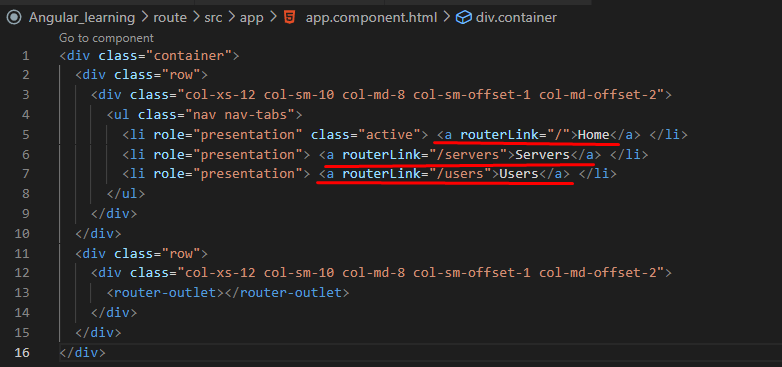 Angular_learning > route > src > app > app.component.html > div.container
Go to component
1 <div class="container">
2 <div class="row">
3 <div class="col-xs-12 col-sm-10 col-md-8 col-sm-offset-1 col-md-offset-2">
4 <ul class="nav nav-tabs">
5 <li role="presentation" class="active"> <a routerLink="/">Home</a> </li>
6 <li role="presentation"> <a routerLink="/servers">Servers</a> </li>
7 <li role="presentation"> <a routerLink="/users">Users</a> </li>
8 </ul>
9 </div>
10 </div>
11 <div class="row">
12 <div class="col-xs-12 col-sm-10 col-md-8 col-sm-offset-1 col-md-offset-2">
13 <router-outlet></router-outlet>
14 </div>
15 </div>
16 </div>